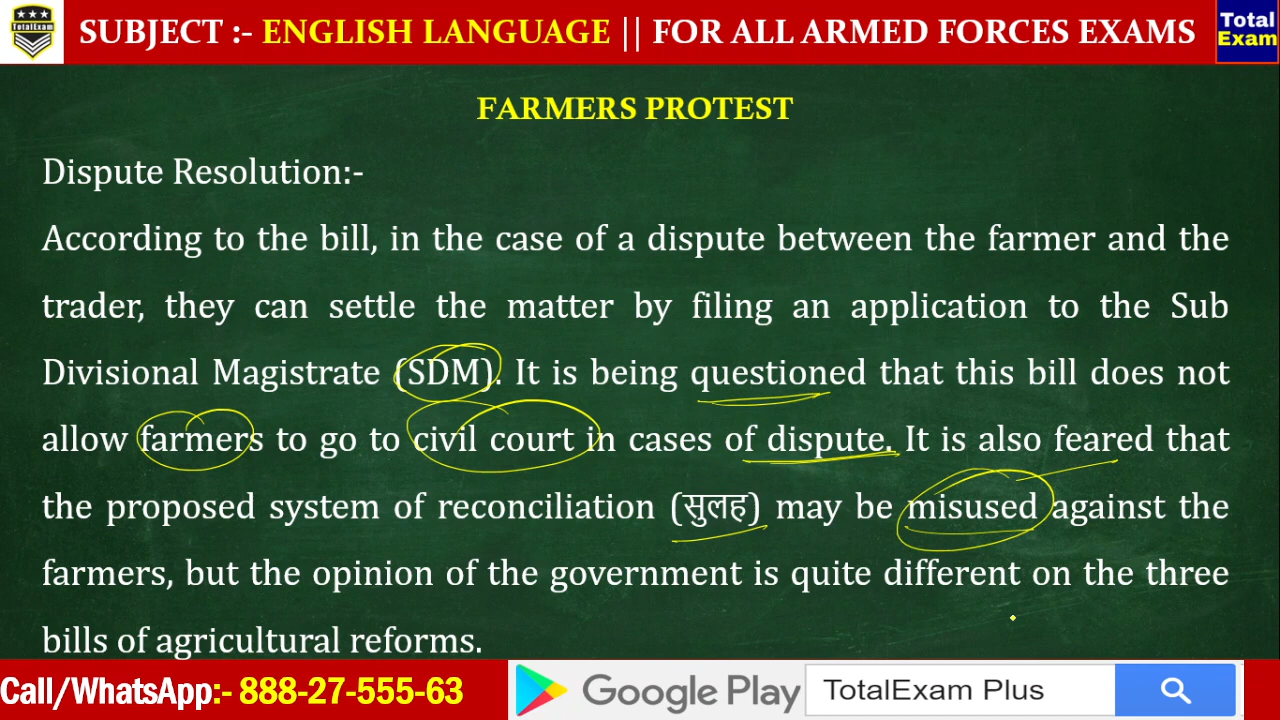 TotalExam
SUBJECT :- ENGLISH LANGUAGE || FOR ALL ARMED FORCES EXAMS
Total
Exam
FARMERS PROTEST
Dispute Resolution:-
According to the bill, in the case of a dispute between the farmer and the
trader, they can settle the matter by filing an application to the Sub
Divisional Magistrate (SDM). It is being questioned that this bill does not
allow farmers to go to civil court in cases of dispute. It is also feared that
the proposed system of reconciliation (सुलह) may be misused against the
farmers, but the opinion of the government is quite different on the three
bills of agricultural reforms.
Call/WhatsApp:- 888-27-555-63
Google Play
TotalExam Plus